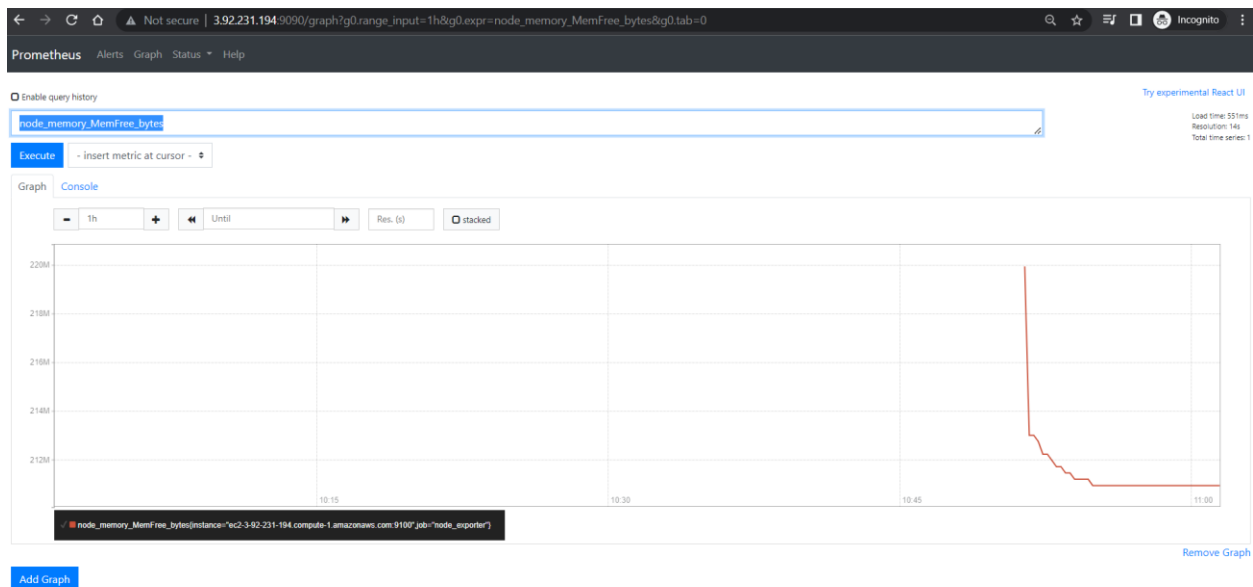 Not secure | 3.92.231.194:9090/graph?g0.range_input=1h&g0.expr=node_memory_MemFree_bytes&g0.tab=0 Incognito
Prometheus Alerts Graph Status Help
Enable query history Try experimental React UI
node_memory_MemFree_bytes
Load time: 551ms
Resolution: 14s
Total time series: 1
Execute - insert metric at cursor -
Graph Console
1h Until Res. (s) stacked
220M
218M
216M
214M
212M
10:15 10:30 10:45 11:00
node_memory_MemFree_bytes{instance="ec2-3-92-231-194.compute-1.amazonaws.com:9100",job="node_exporter"}
Remove Graph
Add Graph